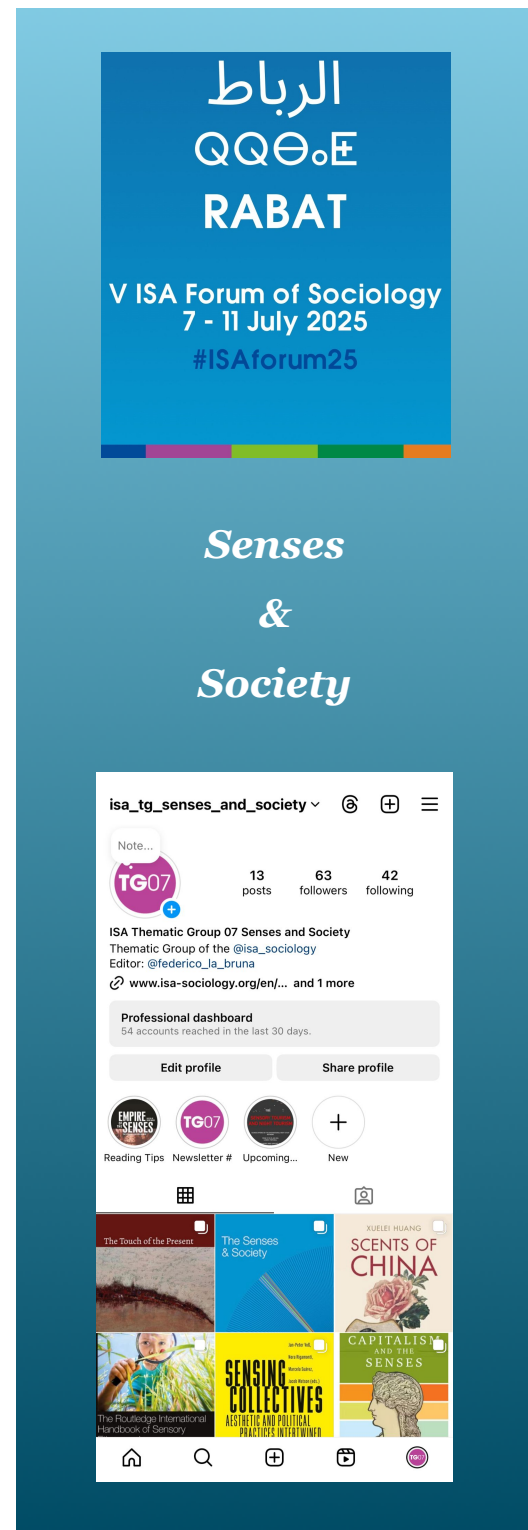 الرباط
ⵕⵕⴱⴰⵟ
RABAT
V ISA Forum of Sociology
7 - 11 July 2025
#ISAforum25
Senses
&
Society
isa_tg_senses_and_society
Note...
TG07
13
posts
63
followers
42
following
ISA Thematic Group 07 Senses and Society
Thematic Group of the @isa_sociology
Editor: @federico_la_bruna
www.isa-sociology.org/en/... and 1 more
Professional dashboard
54 accounts reached in the last 30 days.
Edit profile
Share profile
EMPIRE
SENSES
TG07
Reading Tips
Newsletter #
Upcoming...
New
The Touch of the Present
The Senses
& Society
XUELEI HUANG
SCENTS OF
CHINA
The Routledge International
Handbook of Sensory
SENSING
COLLECTIVES
AESTHETIC AND POLITICAL
PRACTICES INTERTWINED
CAPITALISM
AND THE
SENSES
TG07